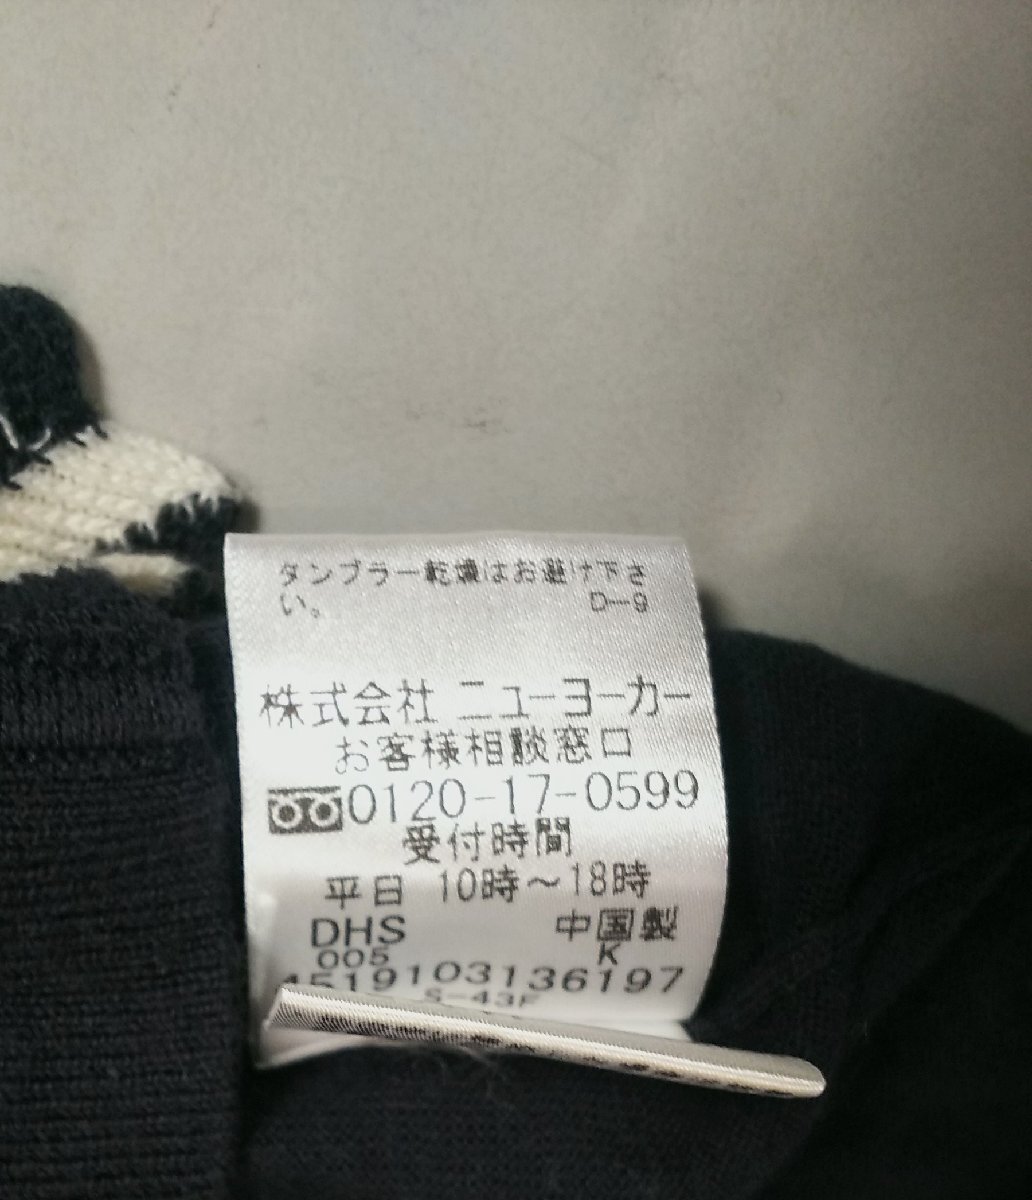 タンブラー乾燥はお避け下さ
い。 D-9
株式会社 ニューヨーカー
お客様相談窓口
0120-17-0599
受付時間
平日 10時〜18時
DHS 中国製
005 K
4519103136197
S-43F